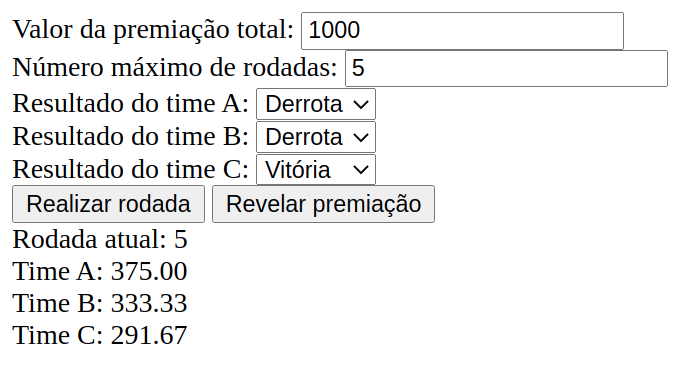 Valor da premiação total: 1000
Número máximo de rodadas: 5
Resultado do time A: Derrota
Resultado do time B: Derrota
Resultado do time C: Vitória
Realizar rodada Revelar premiação
Rodada atual: 5
Time A: 375.00
Time B: 333.33
Time C: 291.67